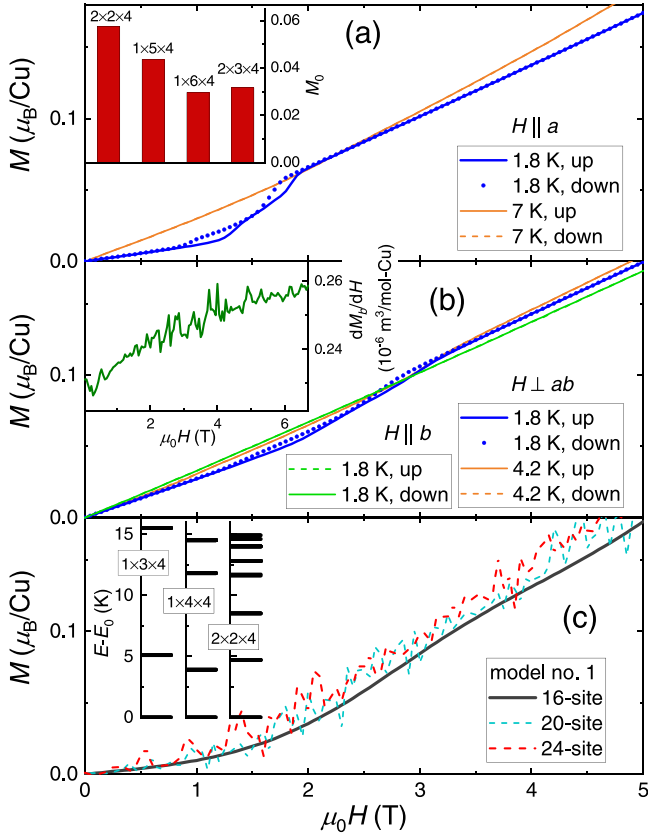 2×2×4
1×5×4
1×6×4
2×3×4
0.06
0.04
0.02
0.00
M₀
(a)
M (μB/Cu)
0.1
0.0
H || a
1.8 K, up
1.8 K, down
7 K, up
7 K, down
0.26
0.24
dMb/dH
(10⁻⁶ m³/mol-Cu)
2
4
6
μ₀H (T)
(b)
M (μB/Cu)
0.1
0.0
H ⊥ ab
1.8 K, up
1.8 K, down
4.2 K, up
4.2 K, down
H || b
1.8 K, up
1.8 K, down
15
10
5
0
E-E₀ (K)
1×3×4
1×4×4
2×2×4
(c)
M (μB/Cu)
0.1
0.0
model no. 1
16-site
20-site
24-site
0
1
2
3
4
5
μ₀H (T)